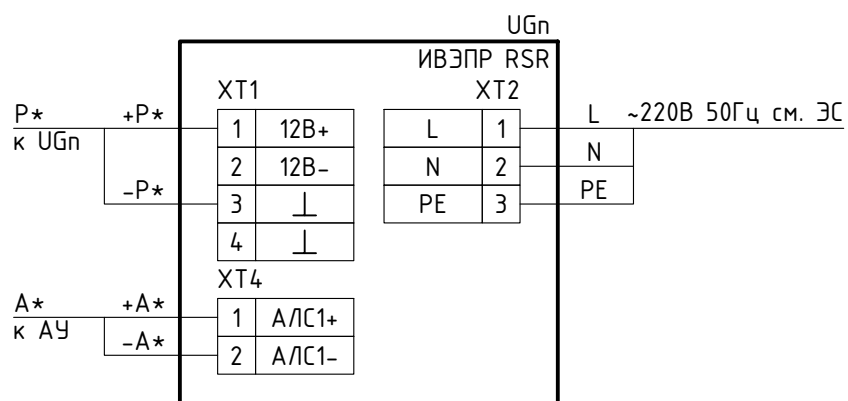 UGn
ИВЭПР RSR
XT1
XT2
P*
+P*
1
12В+
L
1
L
~220В 50Гц см. ЭС
к UGn
2
12В-
N
2
N
-P*
3
⊥
PE
3
PE
4
⊥
XT4
A*
+A*
1
АЛС1+
к АУ
-A*
2
АЛС1-